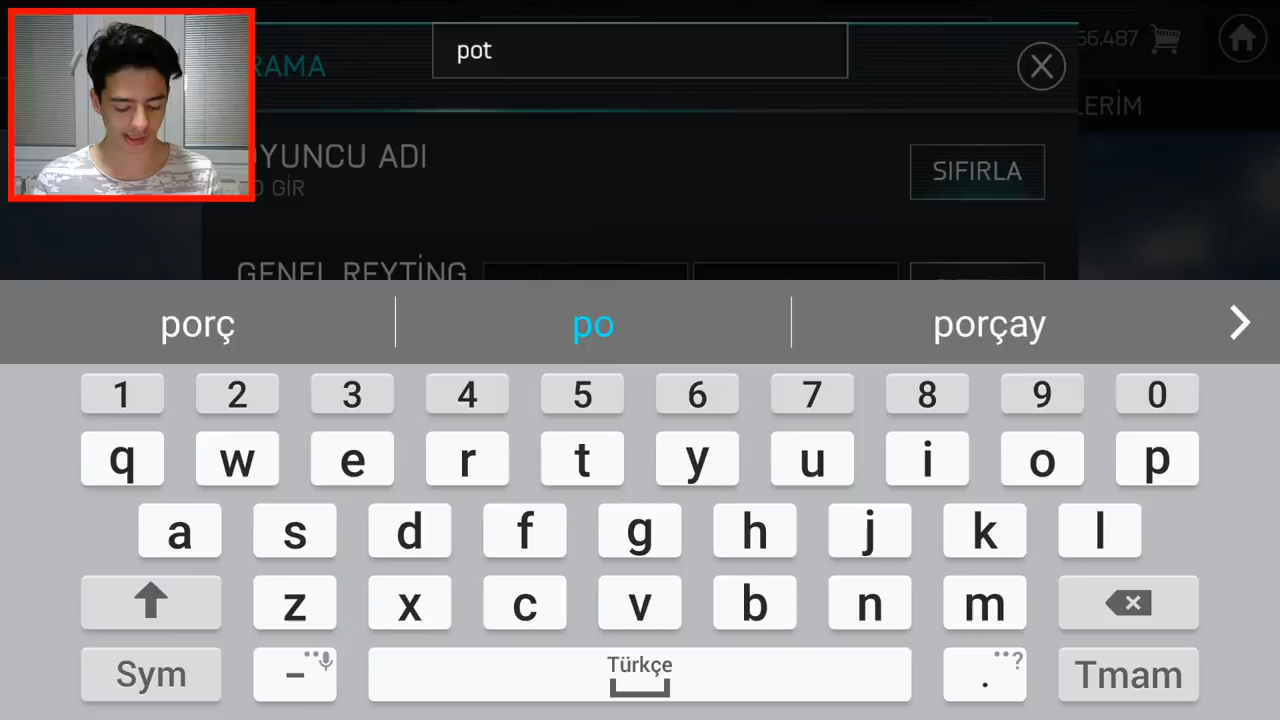 pot
RAMA
56.487
LERİM
OYUNCU ADI
SIFIRLA
D GİR
GENEL REYTİNG
porç
po
porçay
1 2 3 4 5 6 7 8 9 0
q w e r t y u i o p
a s d f g h j k l
z x c v b n m
Sym
–
Türkçe
. ?
Tmam